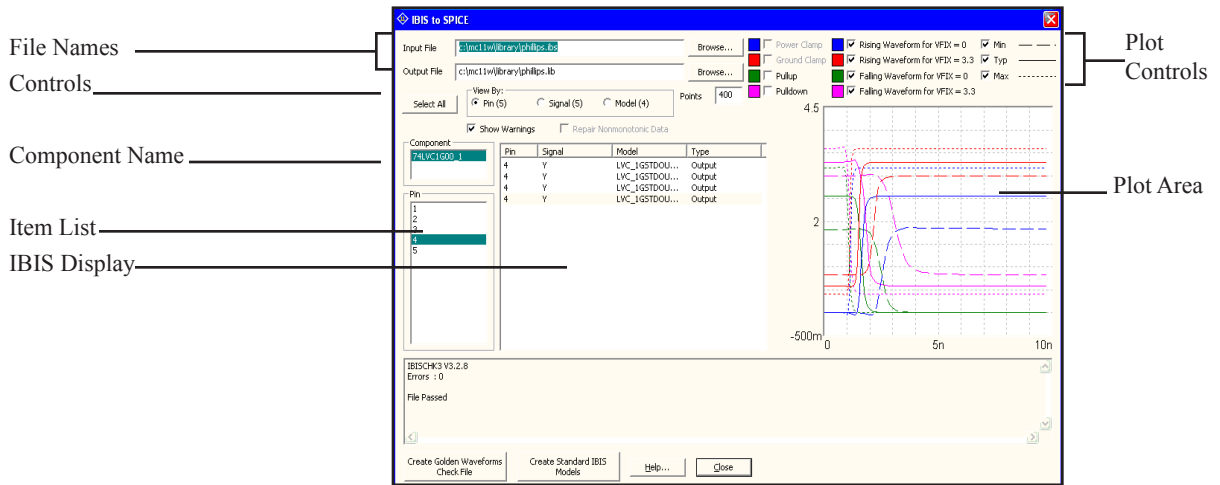 IBIS to SPICE
File Names
Controls
Component Name
Item List
IBIS Display
Plot
Controls
Plot Area
Input File
c:\mc11w\library\phillips.ibs
Browse...
Output File
c:\mc11w\library\philips.lib
Browse...
Select All
View By:
Pin (5)
Signal (5)
Model (4)
Points
400
Show Warnings
Repair Nonmonotonic Data
Power Clamp
Ground Clamp
Pullup
Pulldown
Rising Waveform for VFIX = 0
Rising Waveform for VFIX = 3.3
Falling Waveform for VFIX = 0
Falling Waveform for VFIX = 3.3
Min
Typ
Max
Component
74LVC1G00_1
Pin
1
2
3
4
5
Pin Signal Model Type
4 Y LVC_1GSTDOU... Output
4 Y LVC_1GSTDOU... Output
4 Y LVC_1GSTDOU... Output
4 Y LVC_1GSTDOU... Output
4.5
2
-500m
0 5n 10n
IBISCHK3 V3.2.8
Errors : 0
File Passed
Create Golden Waveforms
Check File
Create Standard IBIS
Models
Help...
Close